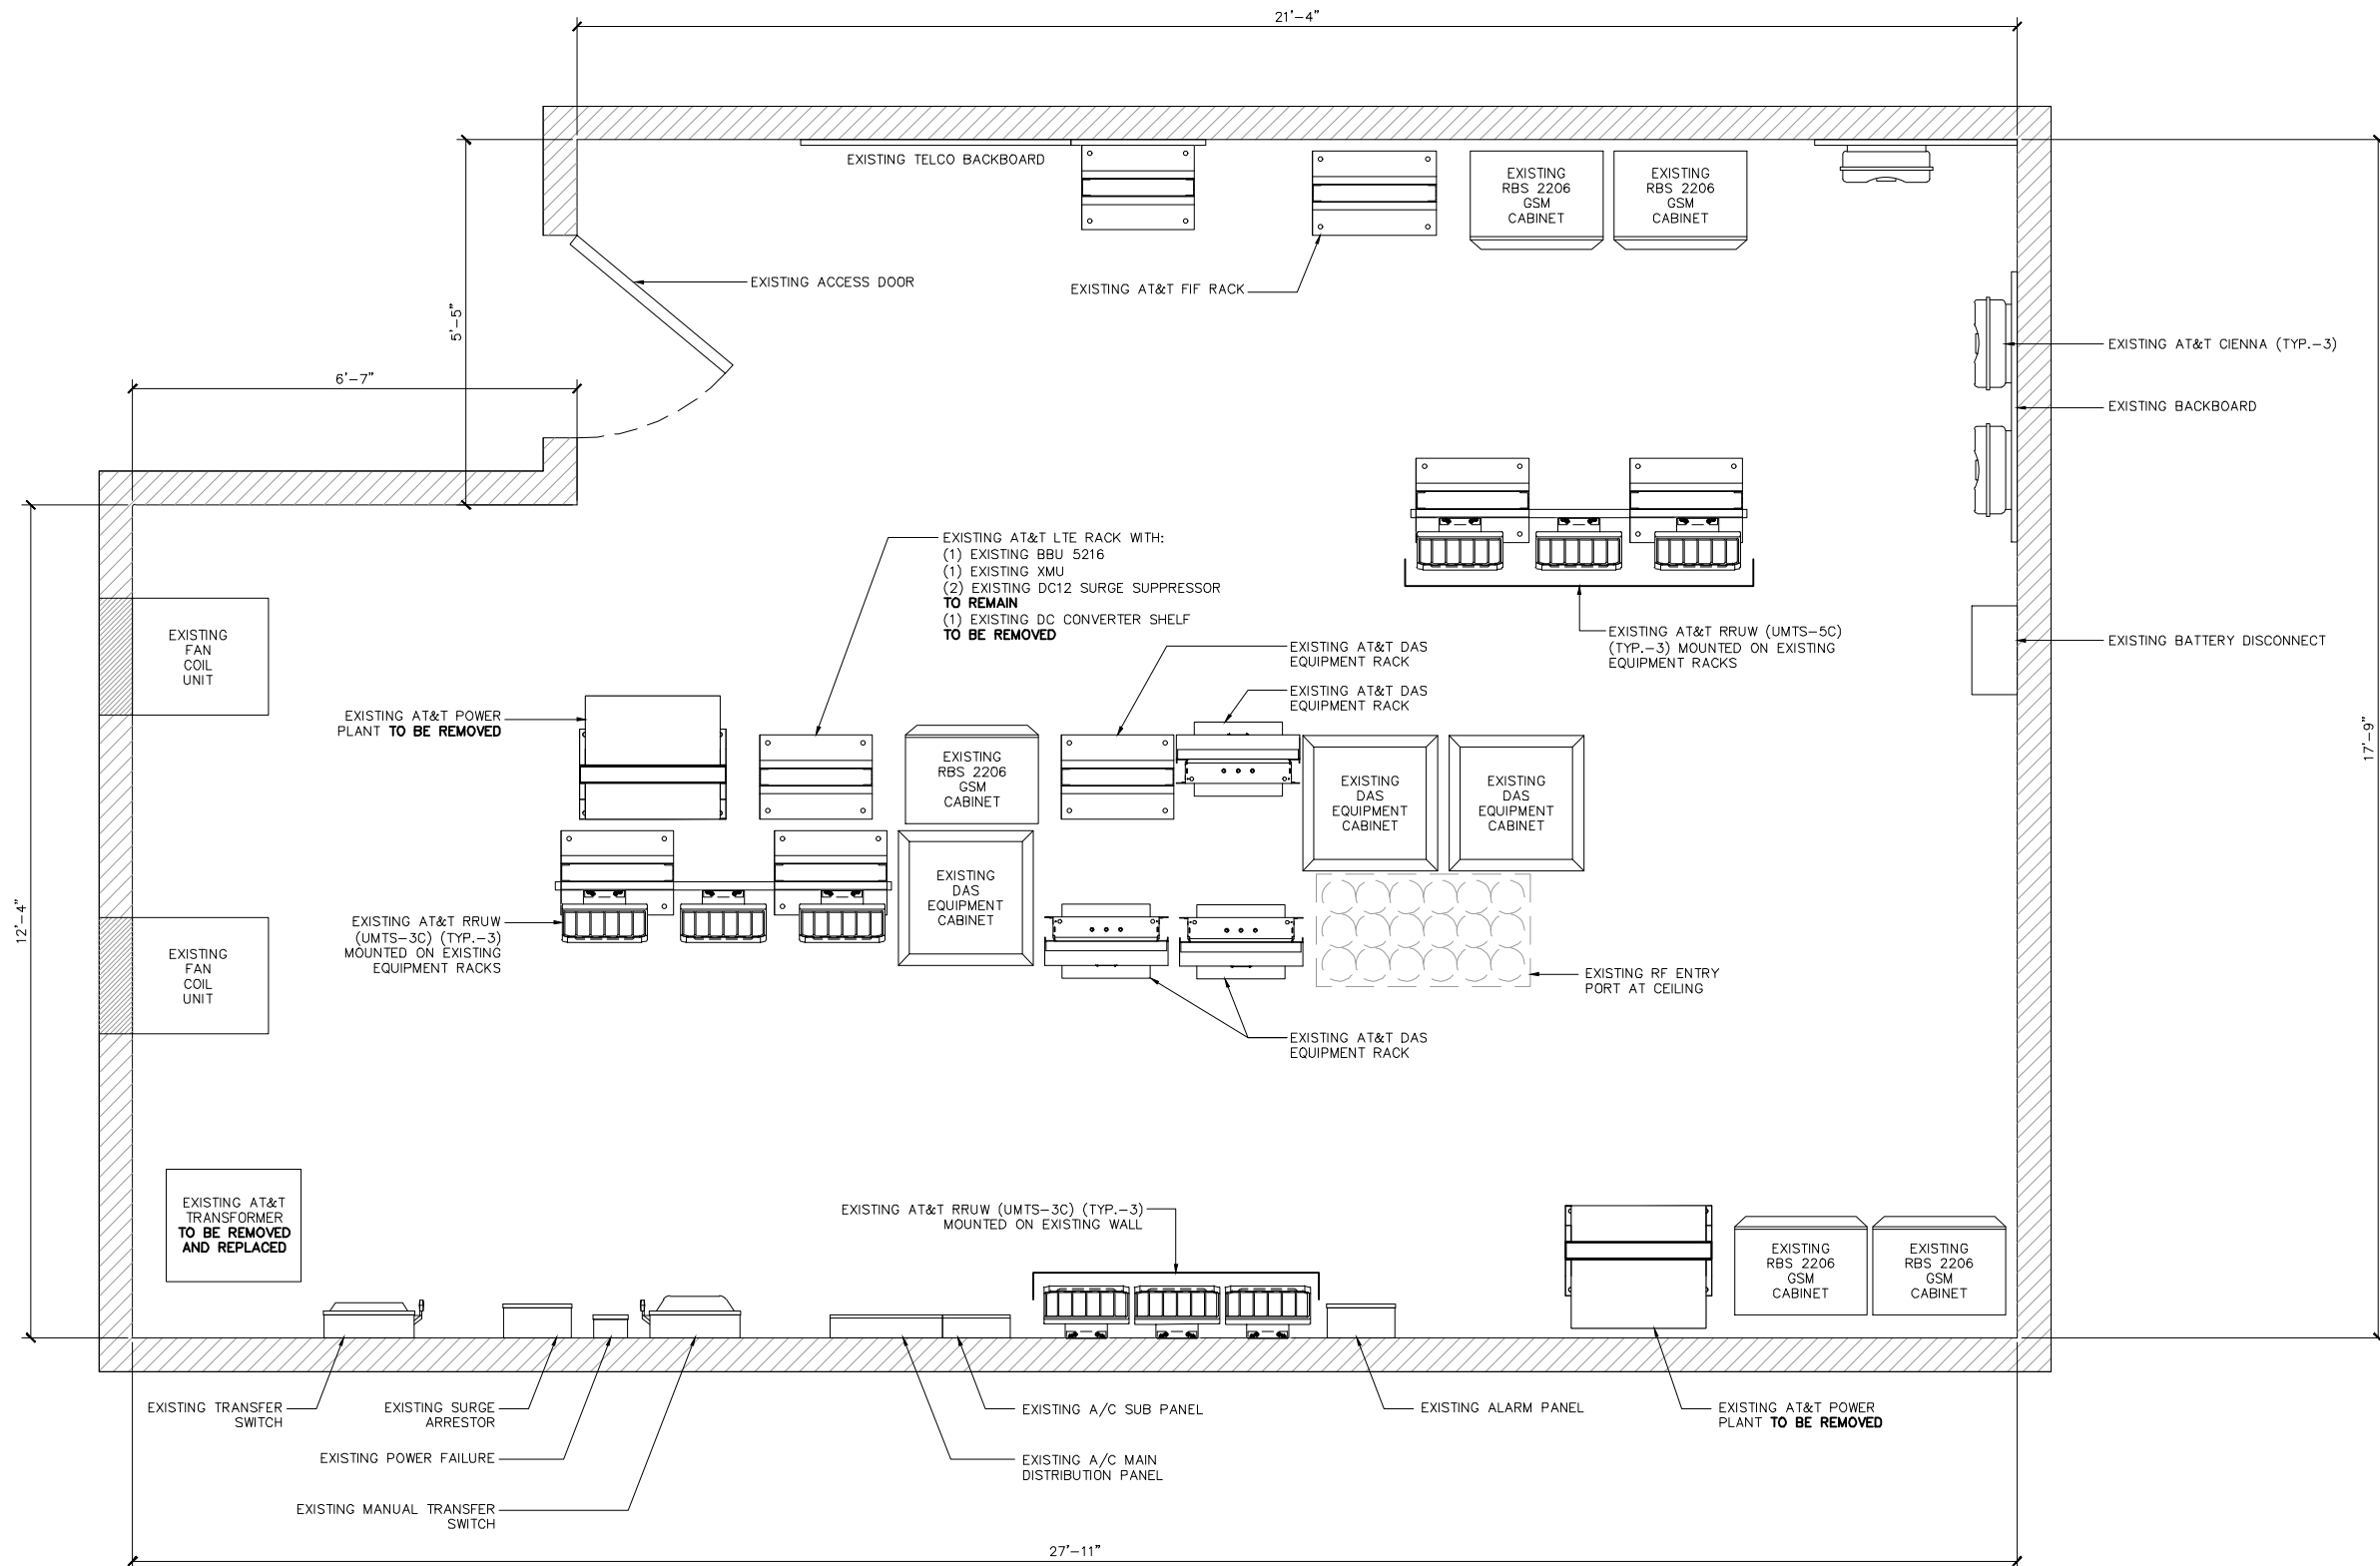 21'-4"
EXISTING TELCO BACKBOARD
EXISTING
RBS 2206
GSM
CABINET
EXISTING
RBS 2206
GSM
CABINET
EXISTING ACCESS DOOR
EXISTING AT&T FIF RACK
5'-5"
6'-7"
EXISTING AT&T CIENNA (TYP.-3)
EXISTING BACKBOARD
EXISTING AT&T LTE RACK WITH:
(1) EXISTING BBU 5216
(1) EXISTING XMU
(2) EXISTING DC12 SURGE SUPPRESSOR
TO REMAIN
(1) EXISTING DC CONVERTER SHELF
TO BE REMOVED
EXISTING AT&T RRUW (UMTS-5C)
(TYP.-3) MOUNTED ON EXISTING
EQUIPMENT RACKS
EXISTING BATTERY DISCONNECT
EXISTING
FAN
COIL
UNIT
EXISTING AT&T DAS
EQUIPMENT RACK
EXISTING AT&T DAS
EQUIPMENT RACK
EXISTING AT&T POWER
PLANT TO BE REMOVED
17'-9"
EXISTING
RBS 2206
GSM
CABINET
EXISTING
DAS
EQUIPMENT
CABINET
EXISTING
DAS
EQUIPMENT
CABINET
EXISTING
DAS
EQUIPMENT
CABINET
12'-4"
EXISTING AT&T RRUW
(UMTS-3C) (TYP.-3)
MOUNTED ON EXISTING
EQUIPMENT RACKS
EXISTING
FAN
COIL
UNIT
EXISTING RF ENTRY
PORT AT CEILING
EXISTING AT&T DAS
EQUIPMENT RACK
EXISTING AT&T
TRANSFORMER
TO BE REMOVED
AND REPLACED
EXISTING AT&T RRUW (UMTS-3C) (TYP.-3)
MOUNTED ON EXISTING WALL
EXISTING
RBS 2206
GSM
CABINET
EXISTING
RBS 2206
GSM
CABINET
EXISTING TRANSFER
SWITCH
EXISTING SURGE
ARRESTOR
EXISTING A/C SUB PANEL
EXISTING ALARM PANEL
EXISTING AT&T POWER
PLANT TO BE REMOVED
EXISTING POWER FAILURE
EXISTING A/C MAIN
DISTRIBUTION PANEL
EXISTING MANUAL TRANSFER
SWITCH
27'-11"